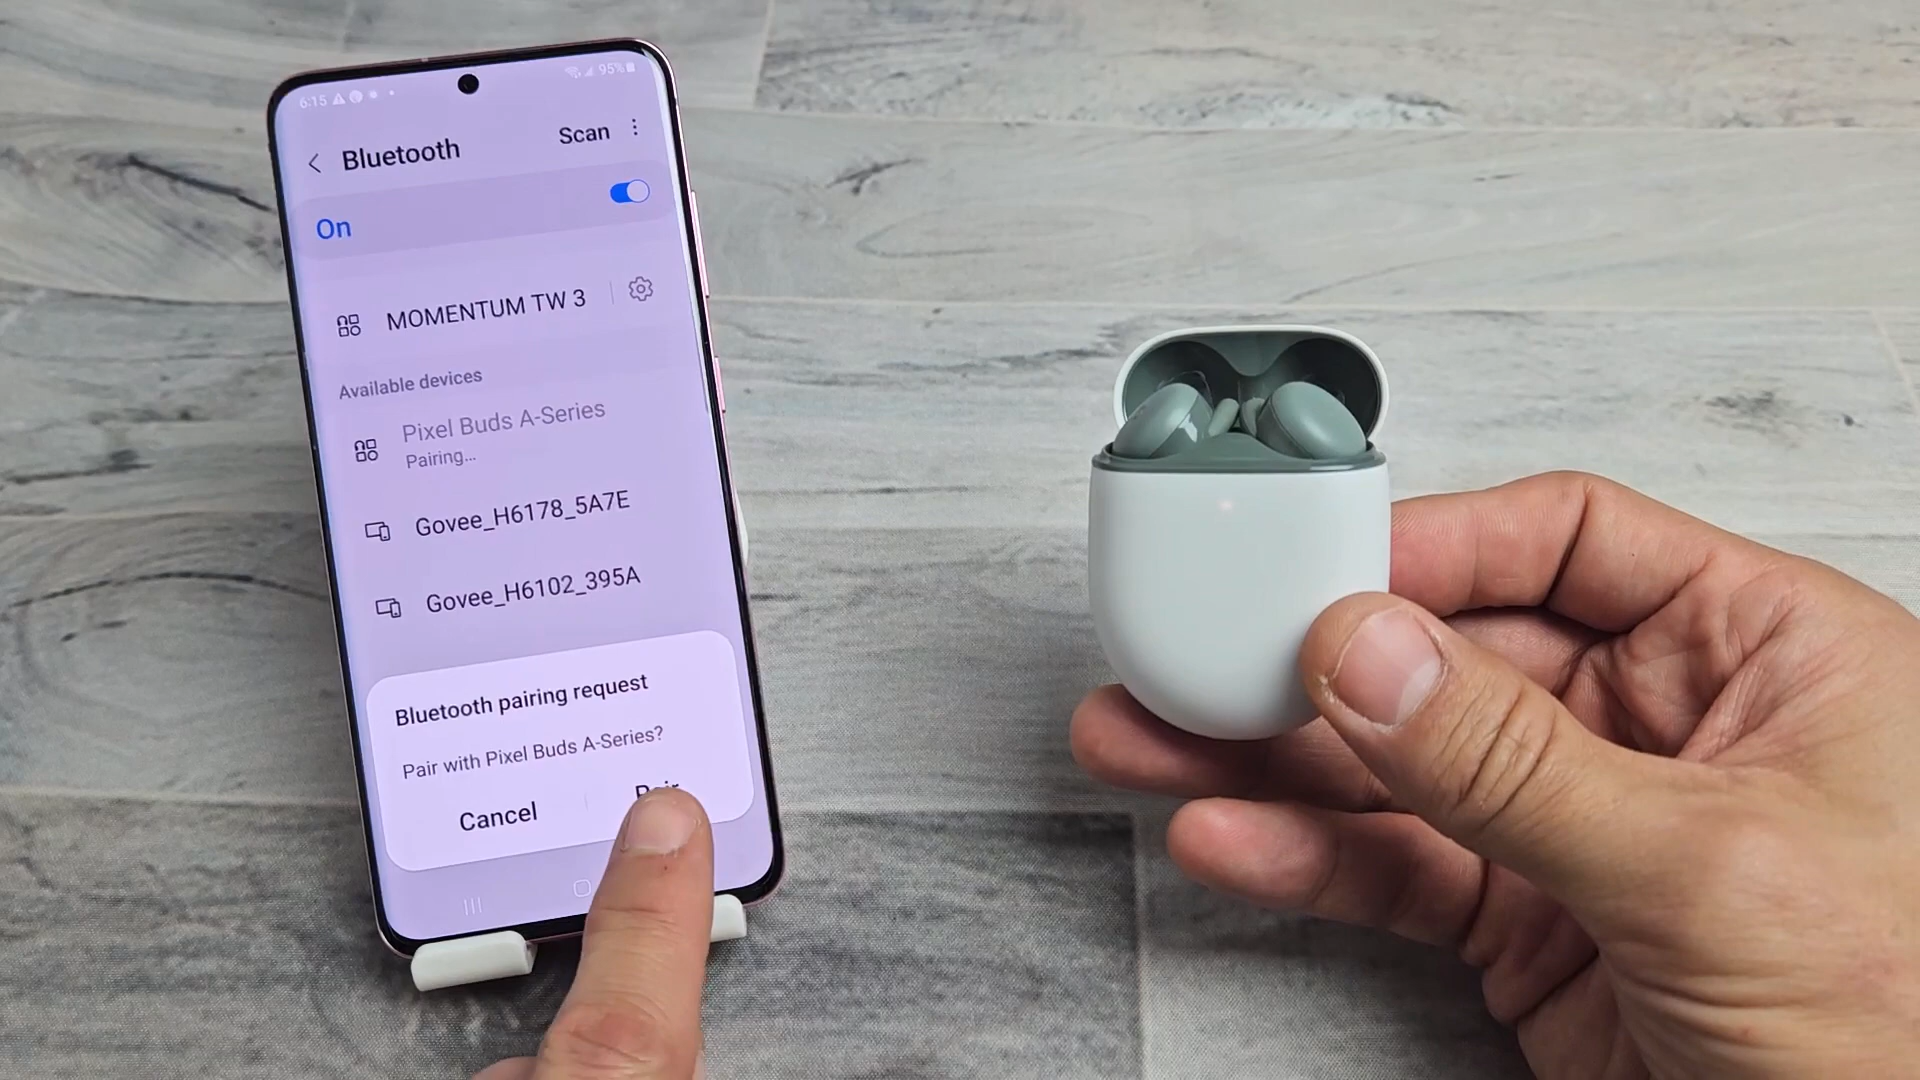 6:15 95%
Bluetooth Scan
On
MOMENTUM TW 3
Available devices
Pixel Buds A-Series
Pairing...
Govee_H6178_5A7E
Govee_H6102_395A
Bluetooth pairing request
Pair with Pixel Buds A-Series?
Cancel Pair